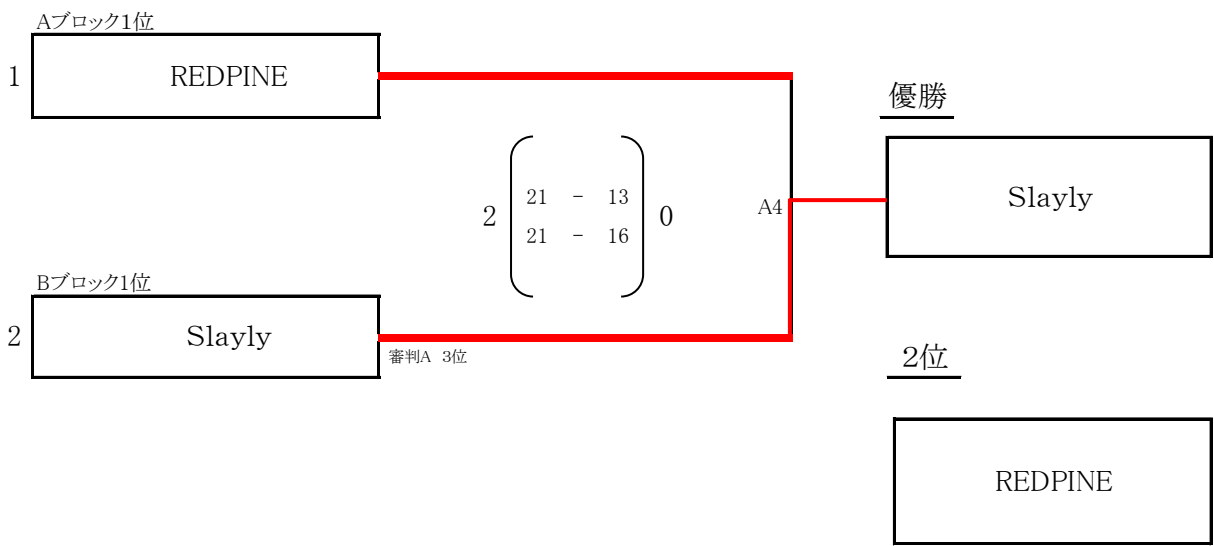 Aブロック1位
1
REDPINE
優勝
Slayly
2
21 - 13
21 - 16
0
A4
Bブロック1位
2
Slayly
審判A 3位
2位
REDPINE